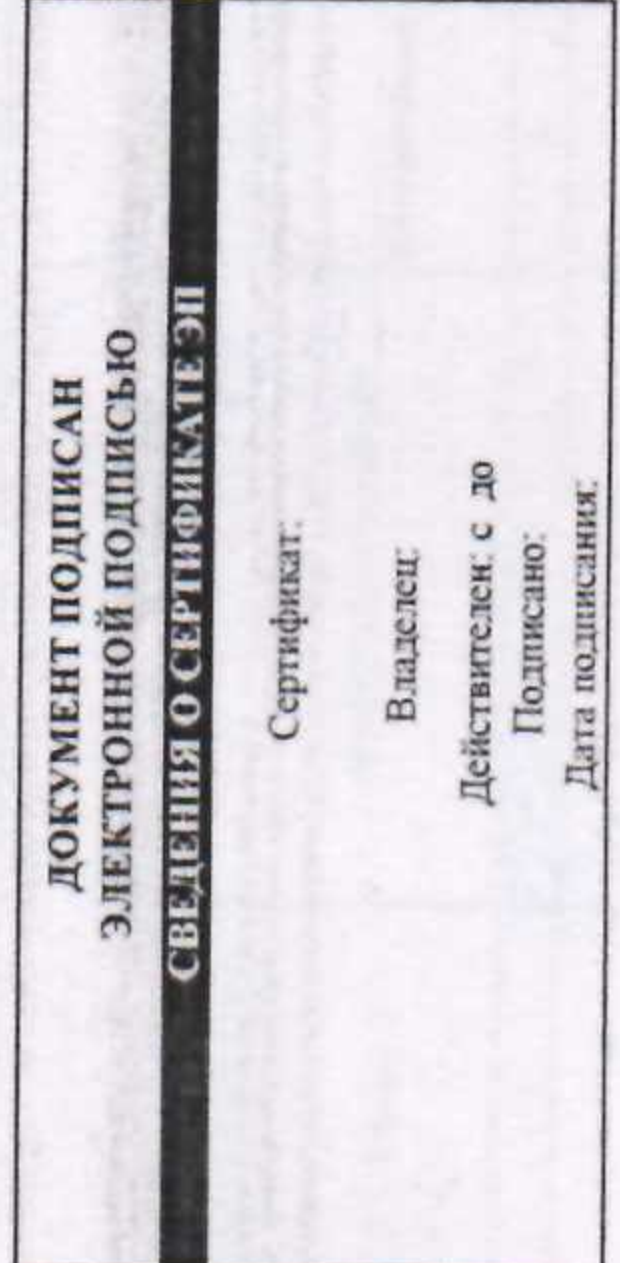 ДОКУМЕНТ ПОДПИСАН
ЭЛЕКТРОННОЙ ПОДПИСЬЮ
СВЕДЕНИЯ О СЕРТИФИКАТЕ ЭП
Сертификат:
Владелец:
Действителен: с до
Подписано:
Дата подписания: